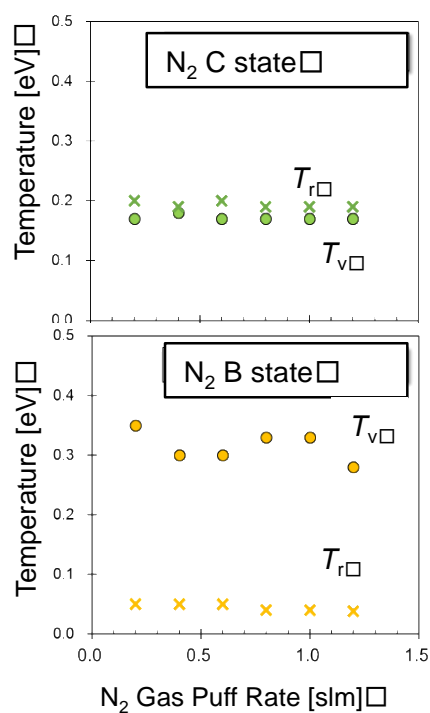 0.5
N₂ C state□
0.4
Temperature [eV]□
0.3
Tr□
0.2
Tv□
0.1
0.0
0.5
N₂ B state□
0.4
Temperature [eV]□
Tv□
0.3
0.2
Tr□
0.1
0.0
0.0 0.5 1.0 1.5
N₂ Gas Puff Rate [slm]□